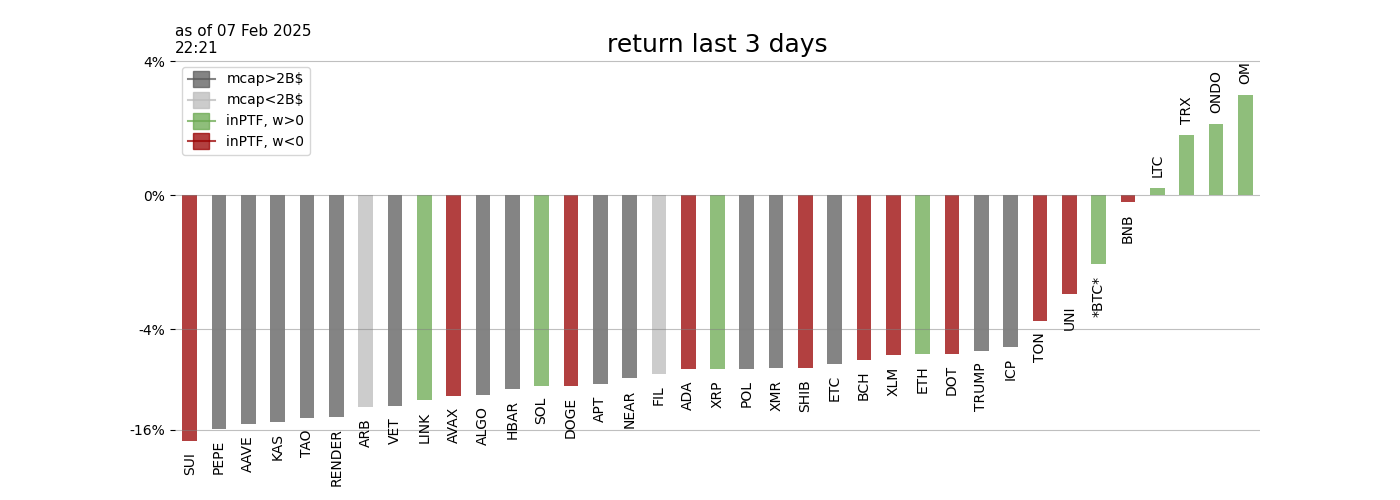 as of 07 Feb 2025
22:21
return last 3 days
4%
0%
-4%
-16%
mcap>2B$
mcap<2B$
inPTF, w>0
inPTF, w<0
SUI
PEPE
AAVE
KAS
TAO
RENDER
ARB
VET
LINK
AVAX
ALGO
HBAR
SOL
DOGE
APT
NEAR
FIL
ADA
XRP
POL
XMR
SHIB
ETC
BCH
XLM
ETH
DOT
TRUMP
ICP
TON
UNI
*BTC*
BNB
LTC
TRX
ONDO
OM